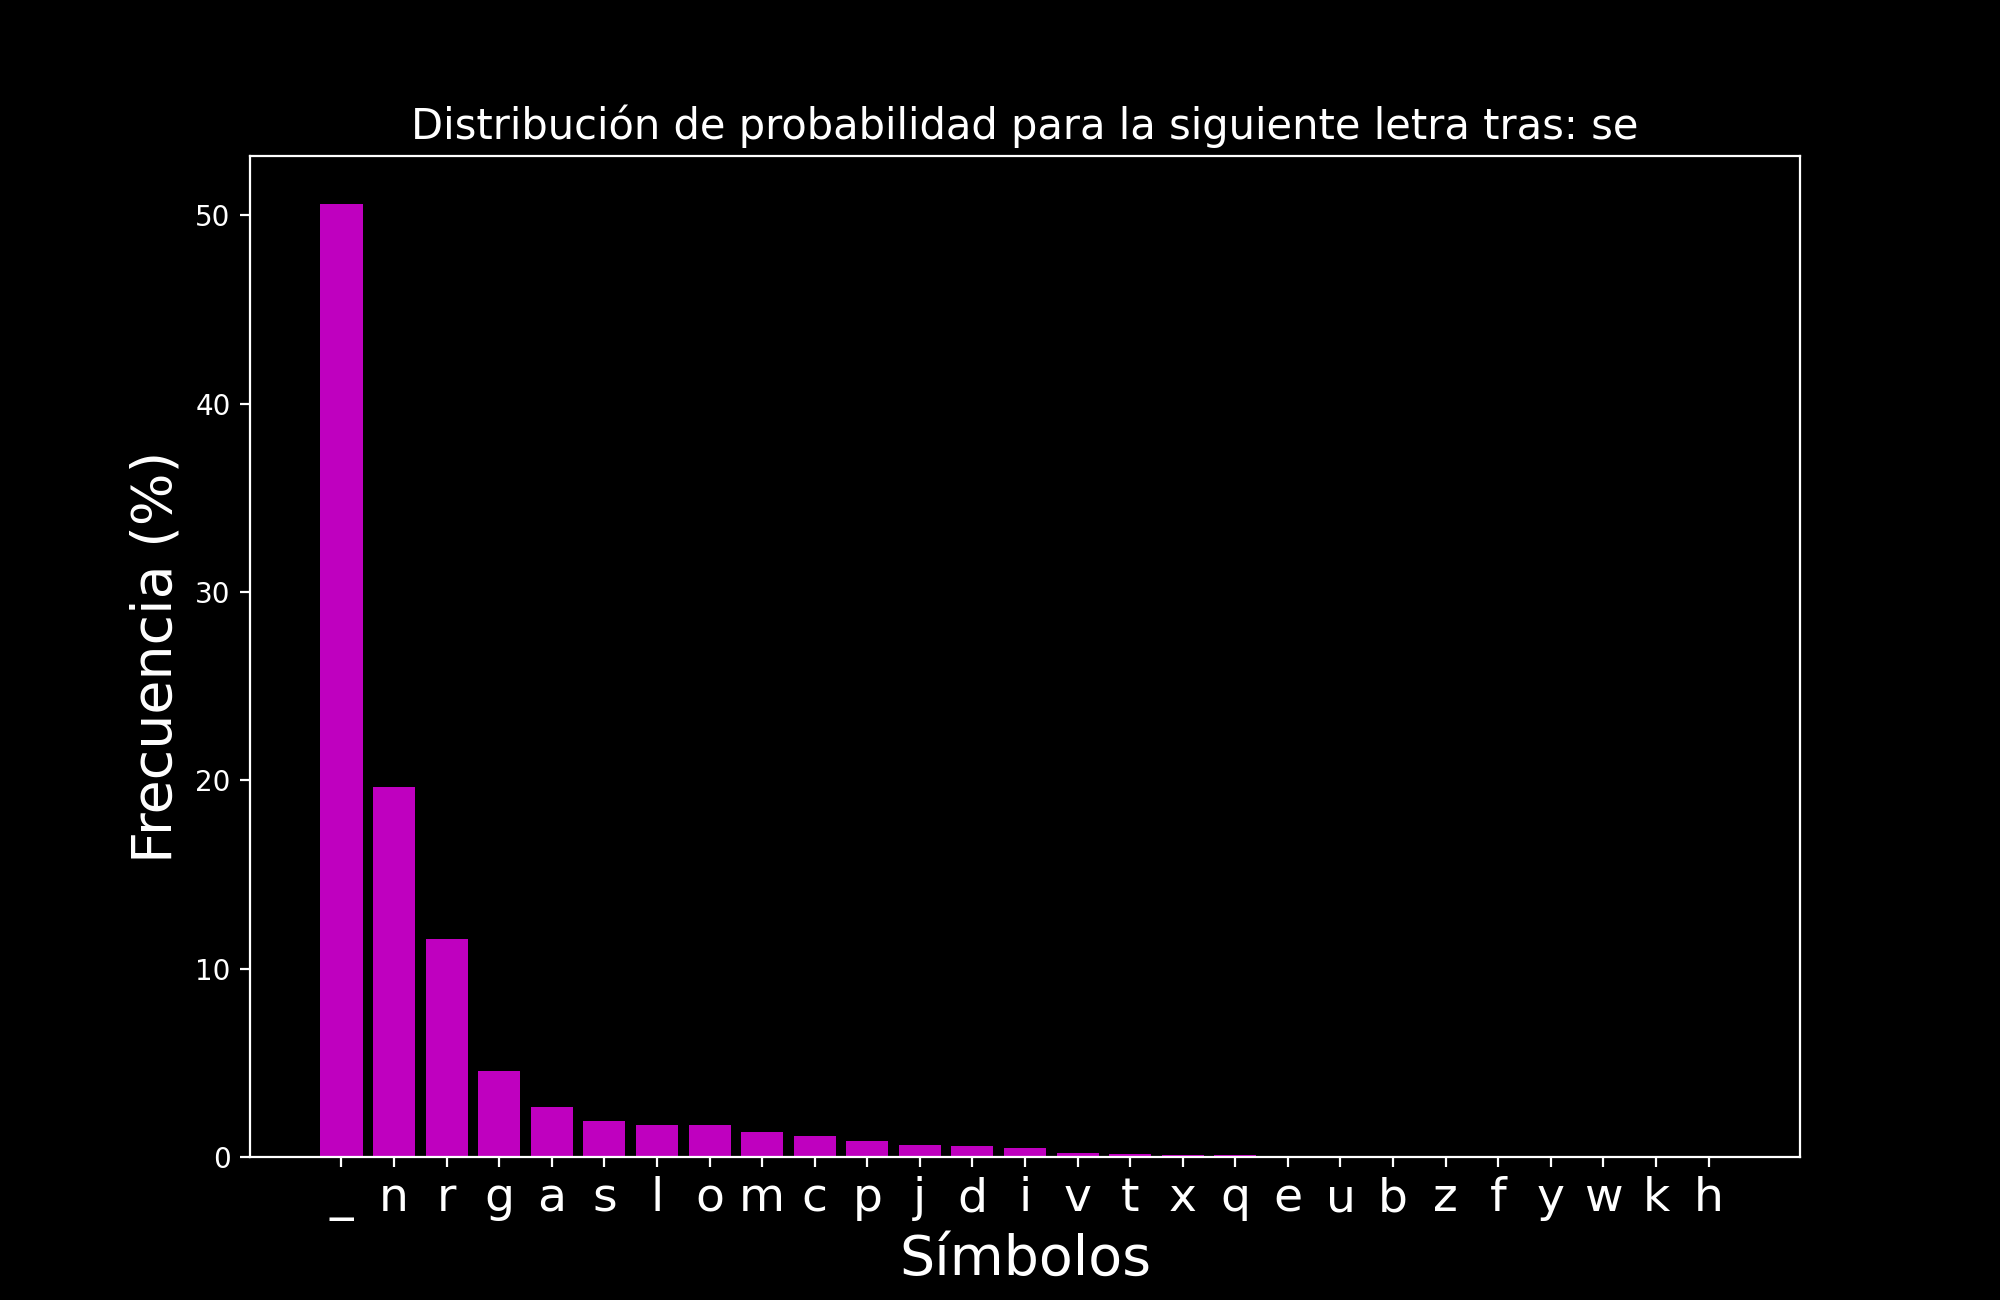 Distribución de probabilidad para la siguiente letra tras: se
Frecuencia (%)
50
40
30
20
10
0
_ n r g a s l o m c p j d i v t x q e u b z f y w k h
Símbolos